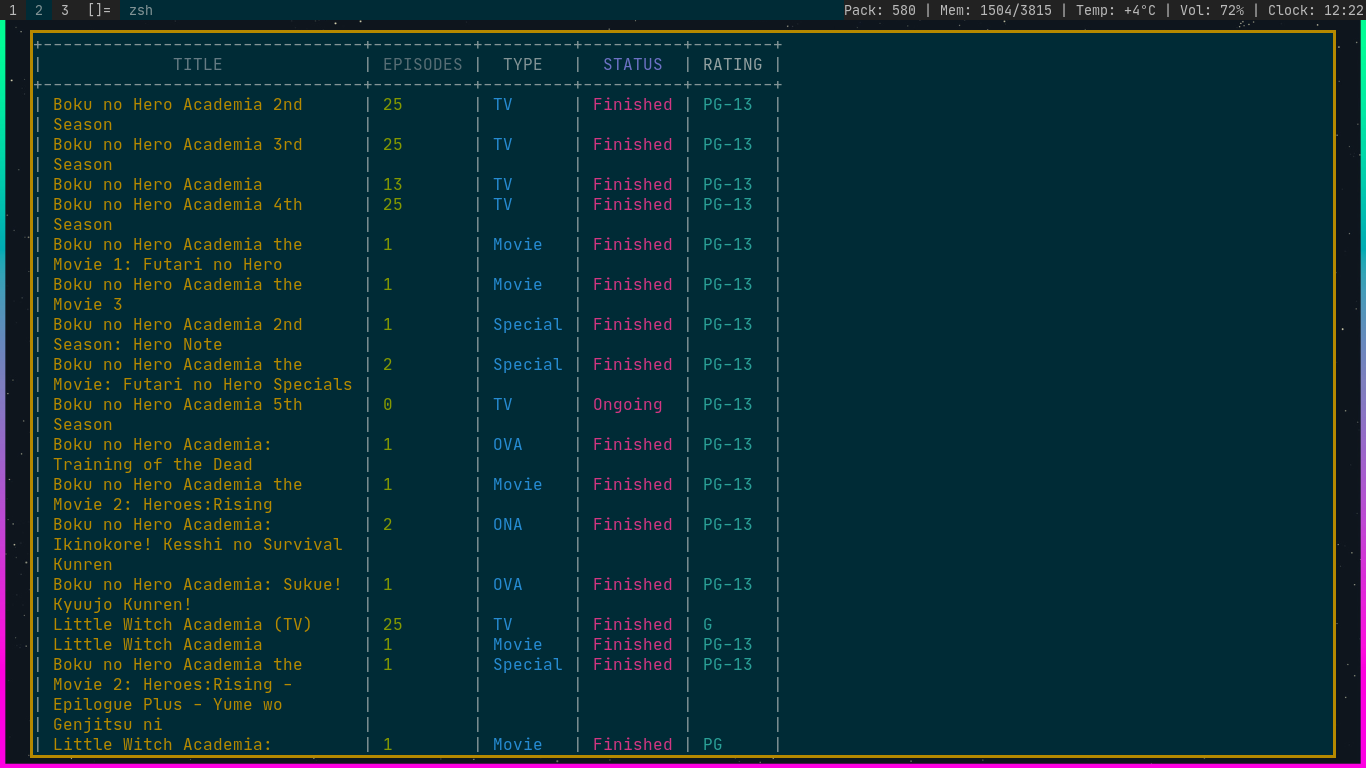 1 2 3 []= zsh Pack: 580 | Mem: 1504/3815 | Temp: +4°C | Vol: 72% | Clock: 12:22
+--------------------------------+----------+---------+----------+--------+
| TITLE | EPISODES | TYPE | STATUS | RATING |
+--------------------------------+----------+---------+----------+--------+
| Boku no Hero Academia 2nd | 25 | TV | Finished | PG-13 |
| Season | | | | |
| Boku no Hero Academia 3rd | 25 | TV | Finished | PG-13 |
| Season | | | | |
| Boku no Hero Academia | 13 | TV | Finished | PG-13 |
| Boku no Hero Academia 4th | 25 | TV | Finished | PG-13 |
| Season | | | | |
| Boku no Hero Academia the | 1 | Movie | Finished | PG-13 |
| Movie 1: Futari no Hero | | | | |
| Boku no Hero Academia the | 1 | Movie | Finished | PG-13 |
| Movie 3 | | | | |
| Boku no Hero Academia 2nd | 1 | Special | Finished | PG-13 |
| Season: Hero Note | | | | |
| Boku no Hero Academia the | 2 | Special | Finished | PG-13 |
| Movie: Futari no Hero Specials | | | | |
| Boku no Hero Academia 5th | 0 | TV | Ongoing | PG-13 |
| Season | | | | |
| Boku no Hero Academia: | 1 | OVA | Finished | PG-13 |
| Training of the Dead | | | | |
| Boku no Hero Academia the | 1 | Movie | Finished | PG-13 |
| Movie 2: Heroes:Rising | | | | |
| Boku no Hero Academia: | 2 | ONA | Finished | PG-13 |
| Ikinokore! Kesshi no Survival | | | | |
| Kunren | | | | |
| Boku no Hero Academia: Sukue! | 1 | OVA | Finished | PG-13 |
| Kyuujo Kunren! | | | | |
| Little Witch Academia (TV) | 25 | TV | Finished | G |
| Little Witch Academia | 1 | Movie | Finished | PG-13 |
| Boku no Hero Academia the | 1 | Special | Finished | PG-13 |
| Movie 2: Heroes:Rising - | | | | |
| Epilogue Plus - Yume wo | | | | |
| Genjitsu ni | | | | |
| Little Witch Academia: | 1 | Movie | Finished | PG |